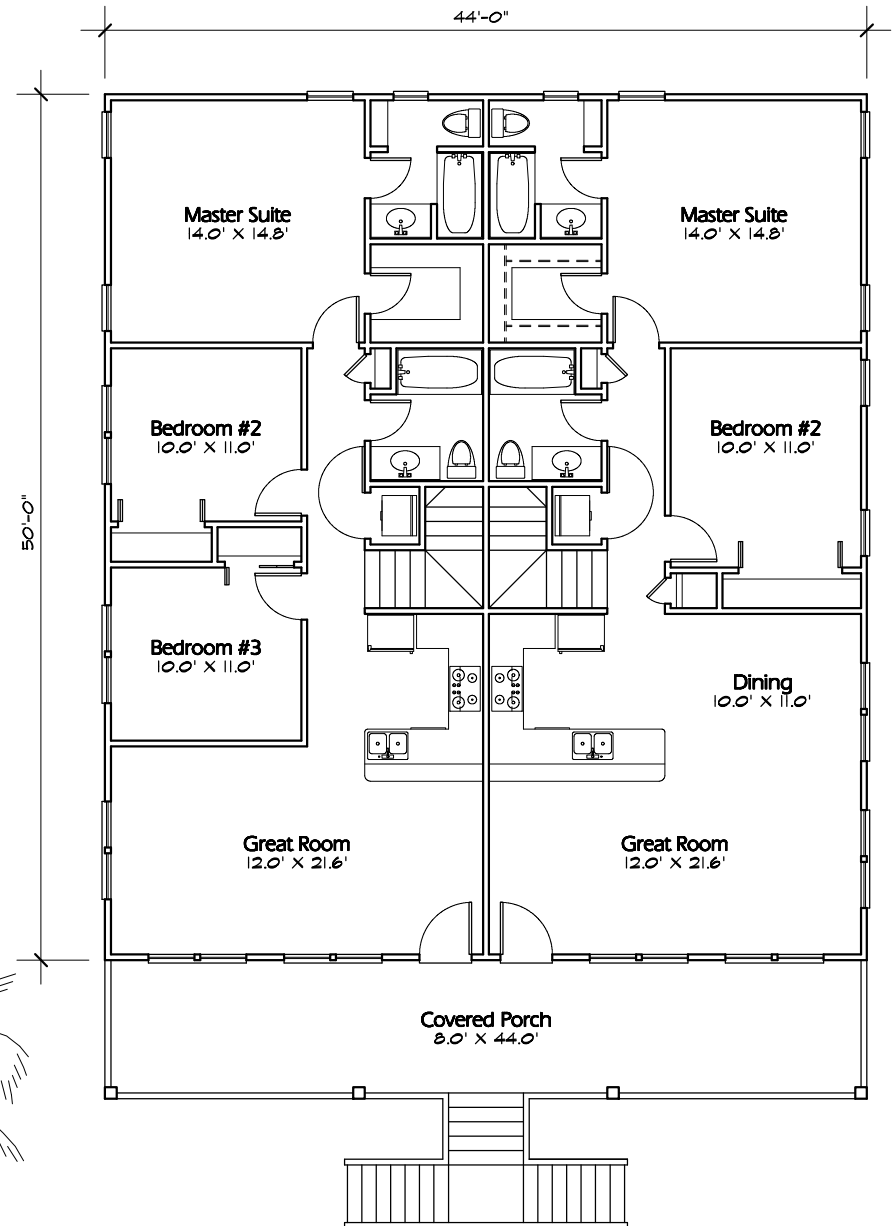 44'-0"
Master Suite
14.0' X 14.8'
Master Suite
14.0' X 14.8'
Bedroom #2
10.0' X 11.0'
Bedroom #2
10.0' X 11.0'
50'-0"
Bedroom #3
10.0' X 11.0'
Dining
10.0' X 11.0'
Great Room
12.0' X 21.6'
Great Room
12.0' X 21.6'
Covered Porch
8.0' X 44.0'